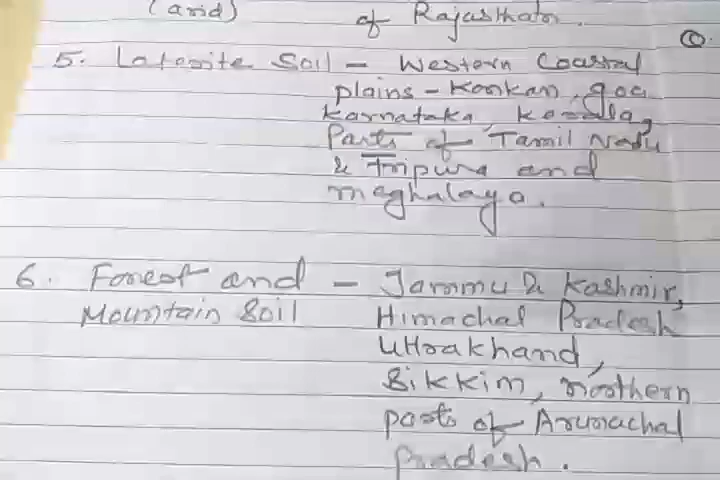 (arid) of Rajasthan.
5. Laterite Soil - Western Coastal
plains - Konkan, goa
Karnataka, Kerala,
Parts of Tamil Nadu
& Tripura and
meghalaya.
6. Forest and - Jammu & Kashmir,
Mountain Soil Himachal Pradesh
Uttrakhand,
Sikkim, northern
parts of Arunachal
Pradesh.